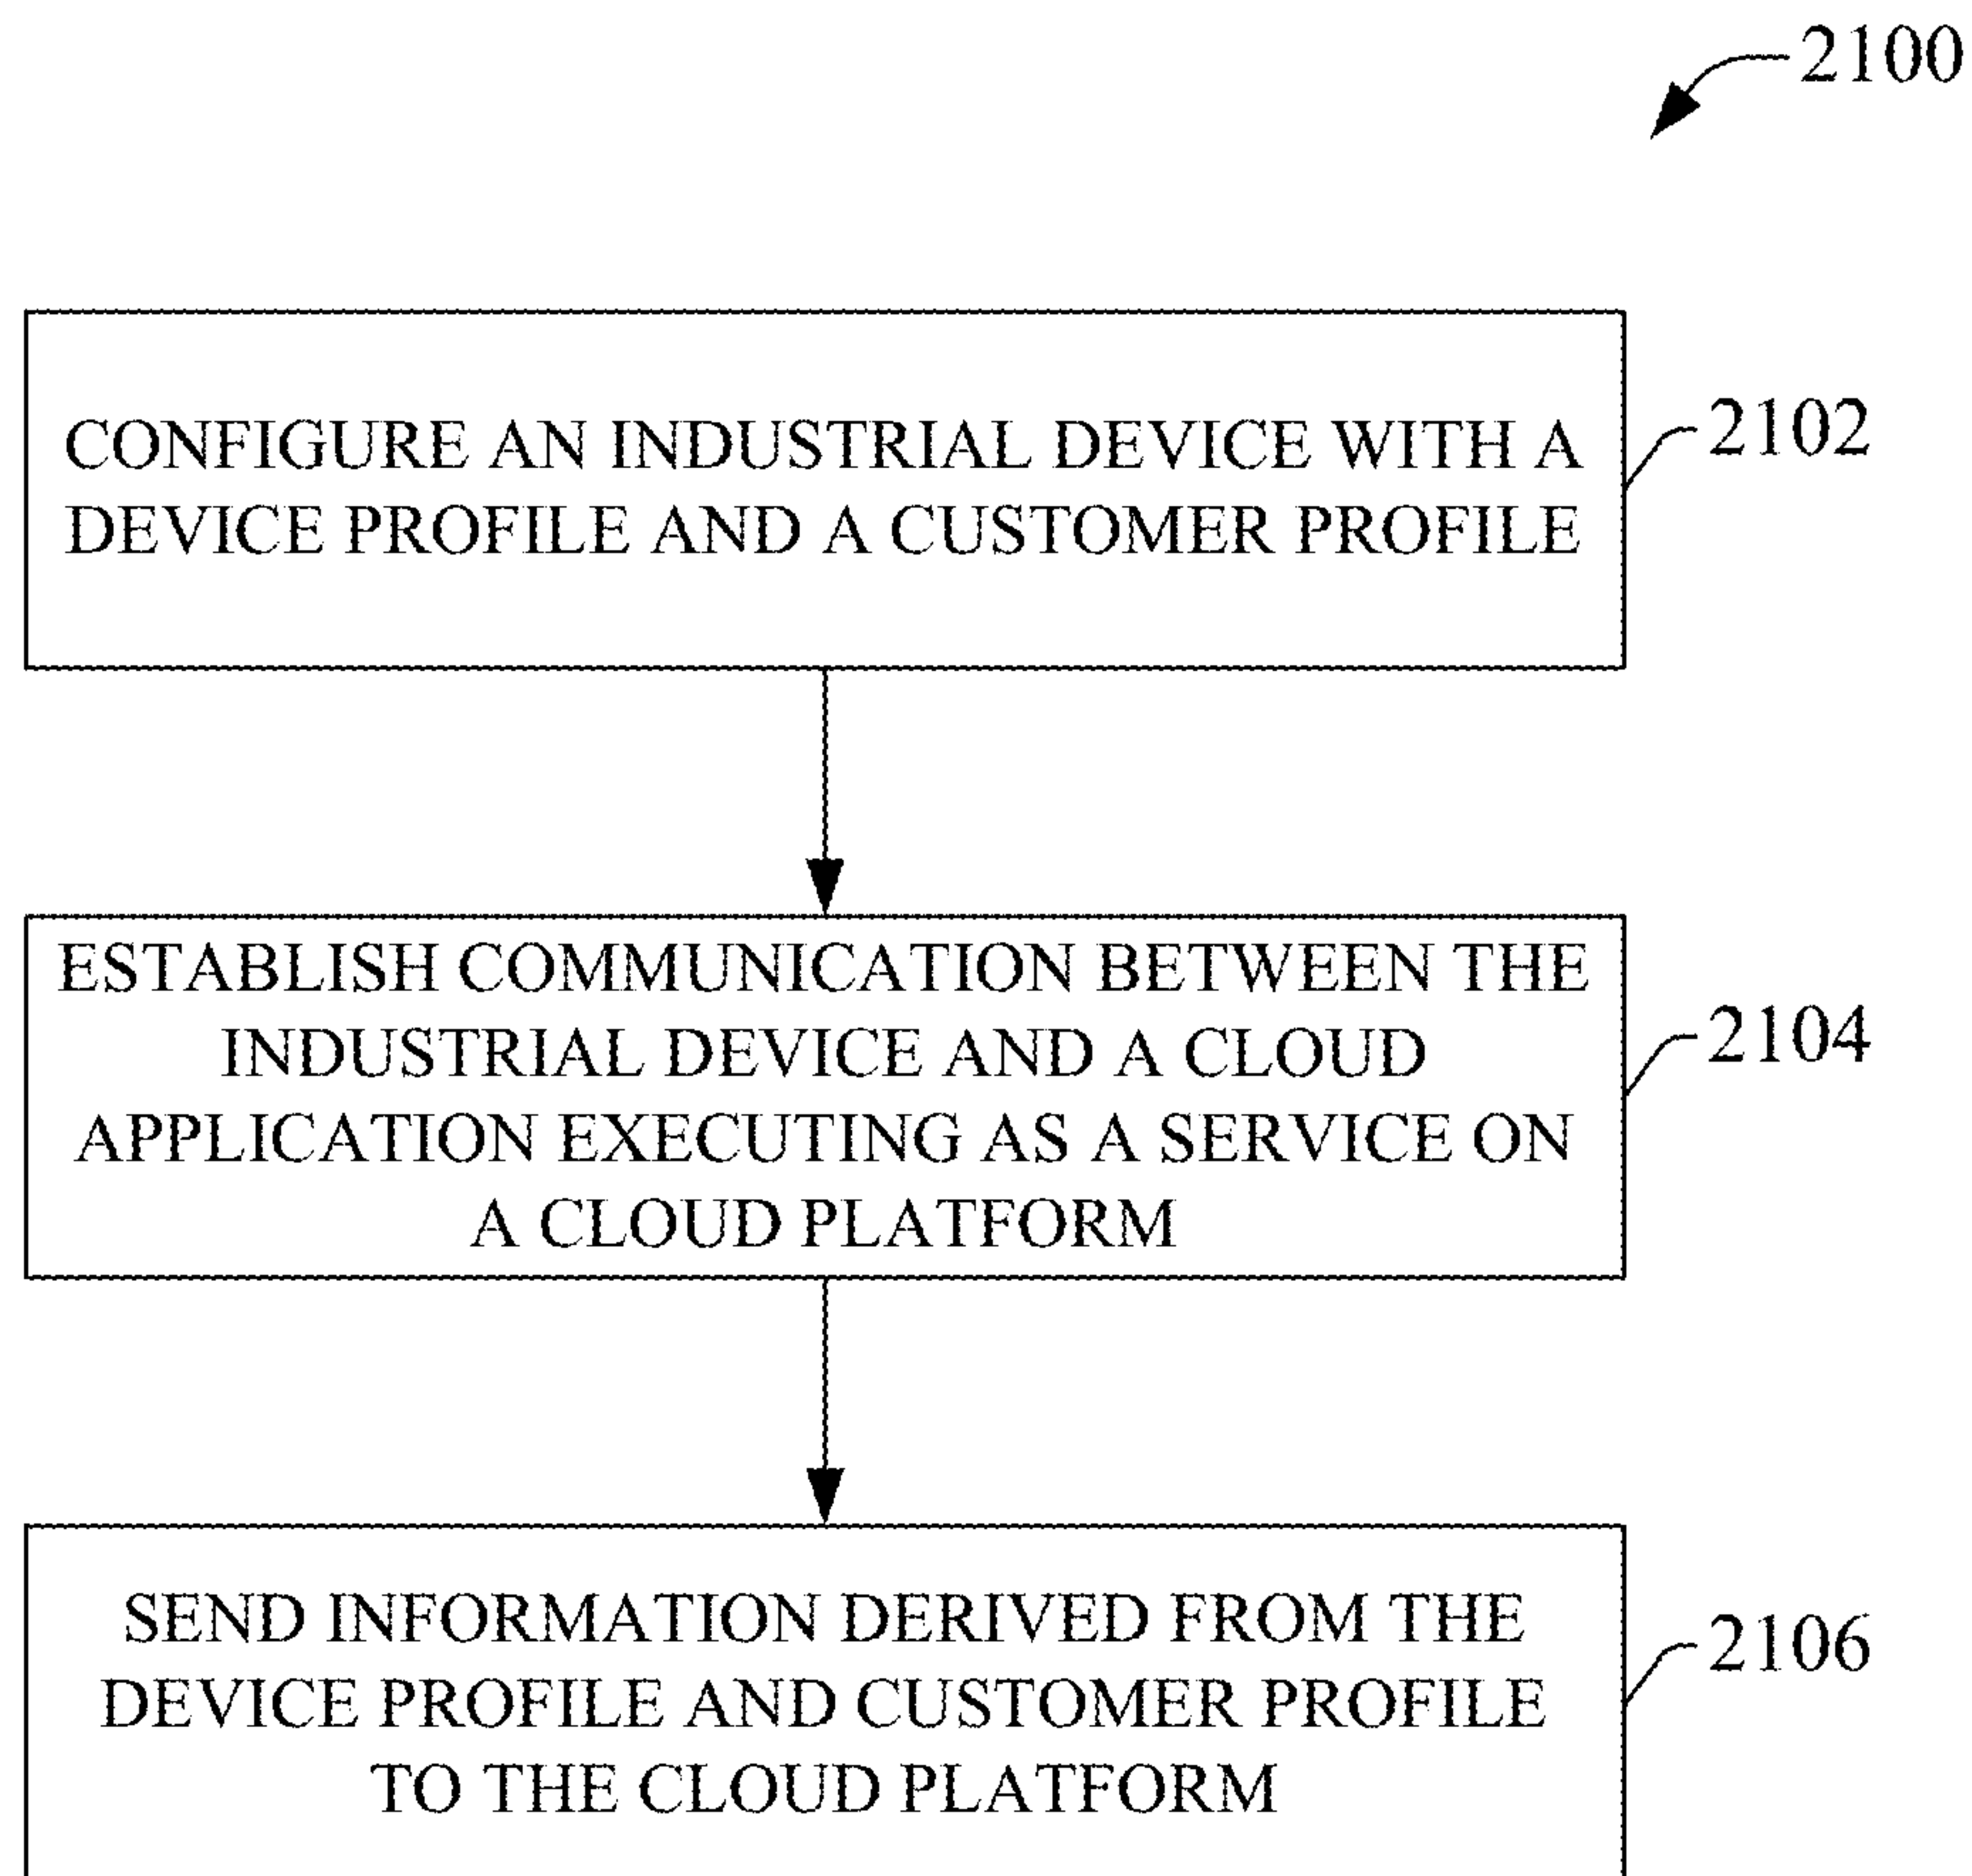 2100
CONFIGURE AN INDUSTRIAL DEVICE WITH A
DEVICE PROFILE AND A CUSTOMER PROFILE
2102
ESTABLISH COMMUNICATION BETWEEN THE
INDUSTRIAL DEVICE AND A CLOUD
APPLICATION EXECUTING AS A SERVICE ON
A CLOUD PLATFORM
2104
SEND INFORMATION DERIVED FROM THE
DEVICE PROFILE AND CUSTOMER PROFILE
TO THE CLOUD PLATFORM
2106